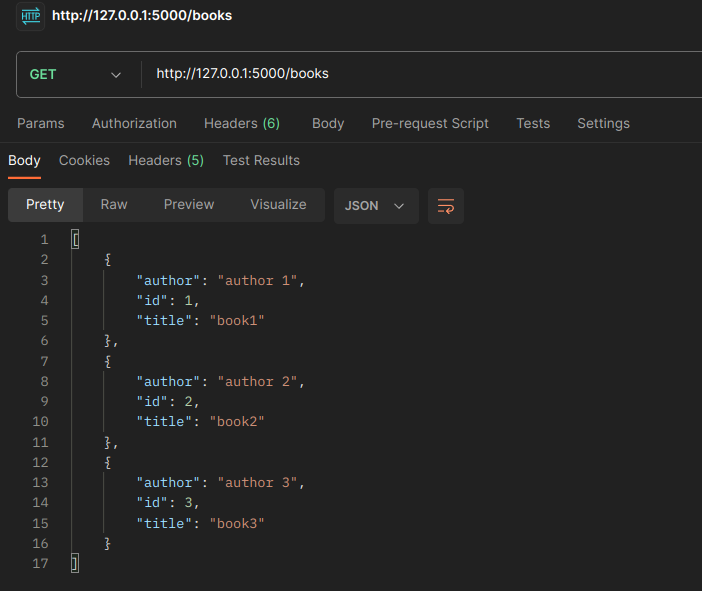 HTTP http://127.0.0.1:5000/books
GET http://127.0.0.1:5000/books
Params Authorization Headers (6) Body Pre-request Script Tests Settings
Body Cookies Headers (5) Test Results
Pretty Raw Preview Visualize JSON
1 [
2 {
3 "author": "author 1",
4 "id": 1,
5 "title": "book1"
6 },
7 {
8 "author": "author 2",
9 "id": 2,
10 "title": "book2"
11 },
12 {
13 "author": "author 3",
14 "id": 3,
15 "title": "book3"
16 }
17 ]